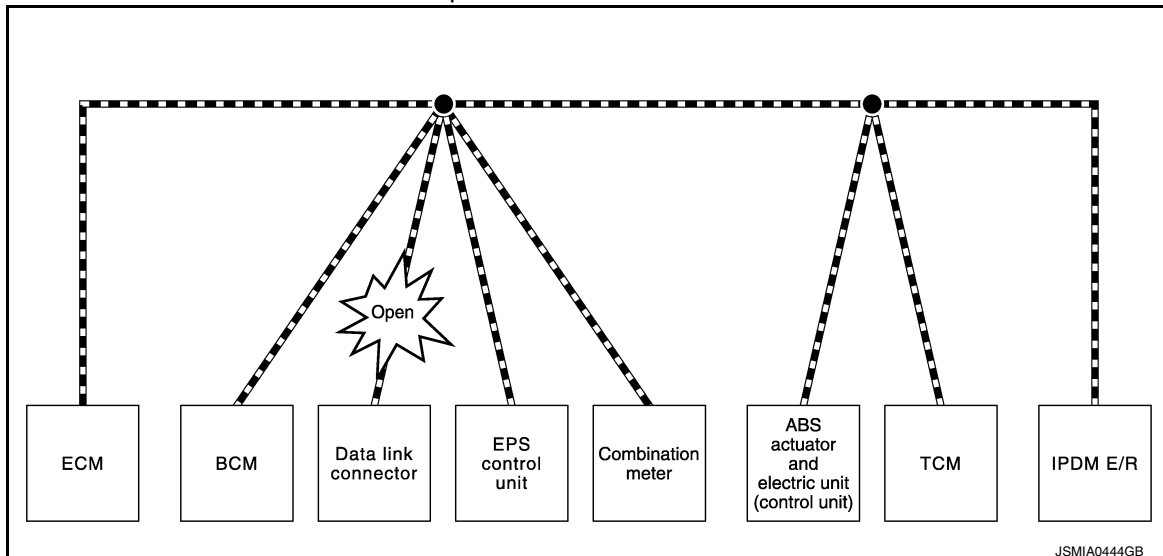 Open
ECM
BCM
Data link
connector
EPS
control
unit
Combination
meter
ABS
actuator
and
electric unit
(control unit)
TCM
IPDM E/R
JSMIA0444GB